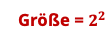 Größe = 2²